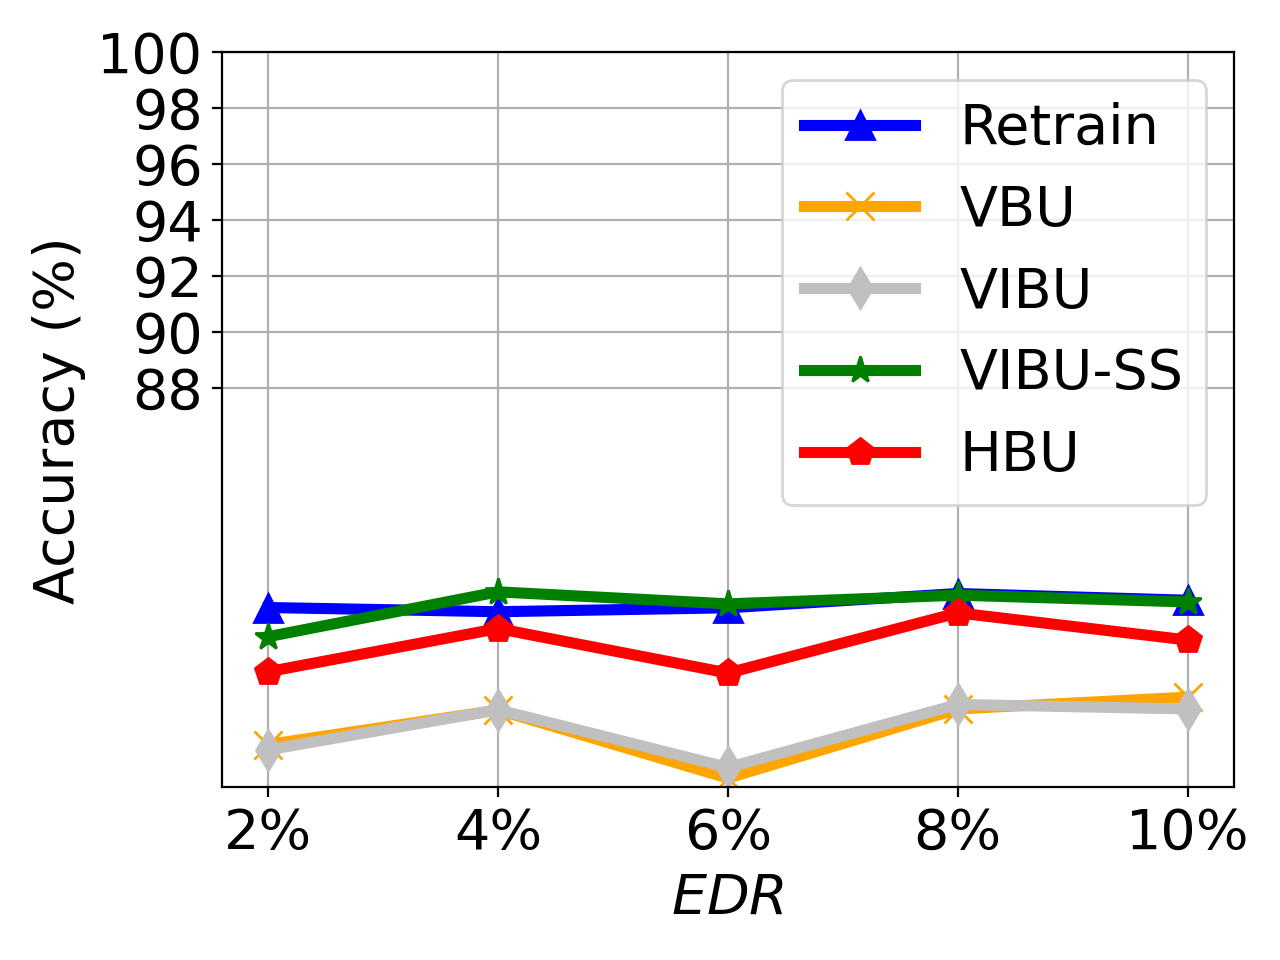 100
98
96
94
92
90
88
Accuracy (%)
Retrain
VBU
VIBU
VIBU-SS
HBU
2% 4% 6% 8% 10%
EDR